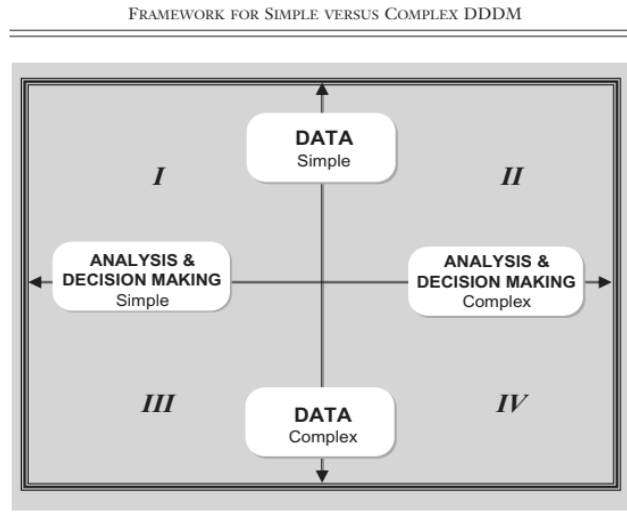 FRAMEWORK FOR SIMPLE VERSUS COMPLEX DDDM
DATA
Simple
I
II
ANALYSIS &
DECISION MAKING
Simple
ANALYSIS &
DECISION MAKING
Complex
III
IV
DATA
Complex